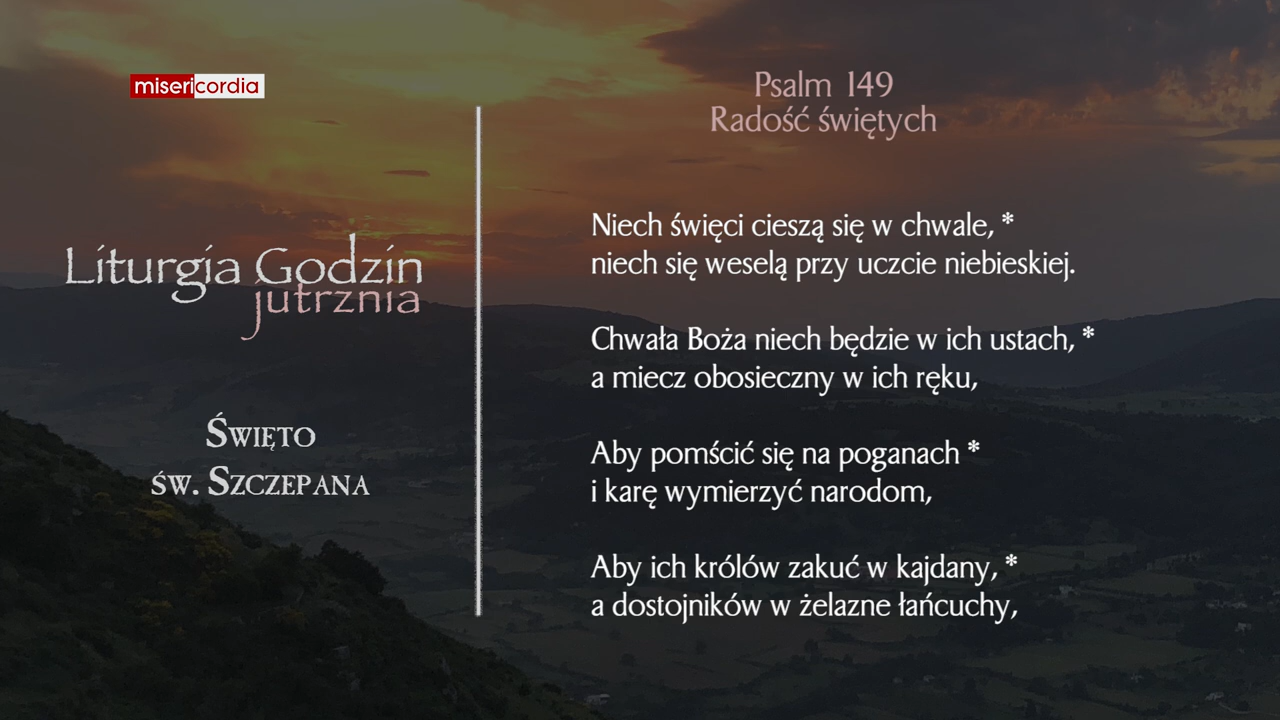 misericordia
Liturgia Godzin
jutrznia
Święto
św. Szczepana
Psalm 149
Radość świętych
Niech święci cieszą się w chwale, *
niech się weselą przy uczcie niebieskiej.
Chwała Boża niech będzie w ich ustach, *
a miecz obosieczny w ich ręku,
Aby pomścić się na poganach *
i karę wymierzyć narodom,
Aby ich królów zakuć w kajdany, *
a dostojników w żelazne łańcuchy,